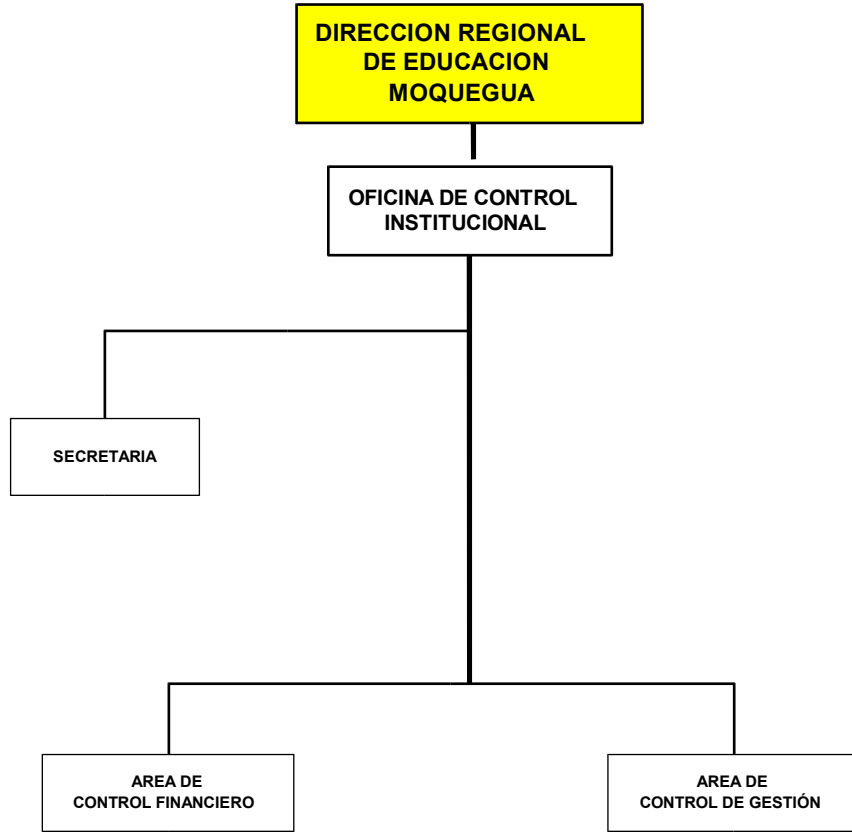 DIRECCION REGIONAL
DE EDUCACION
MOQUEGUA
OFICINA DE CONTROL
INSTITUCIONAL
SECRETARIA
AREA DE
CONTROL FINANCIERO
AREA DE
CONTROL DE GESTIÓN